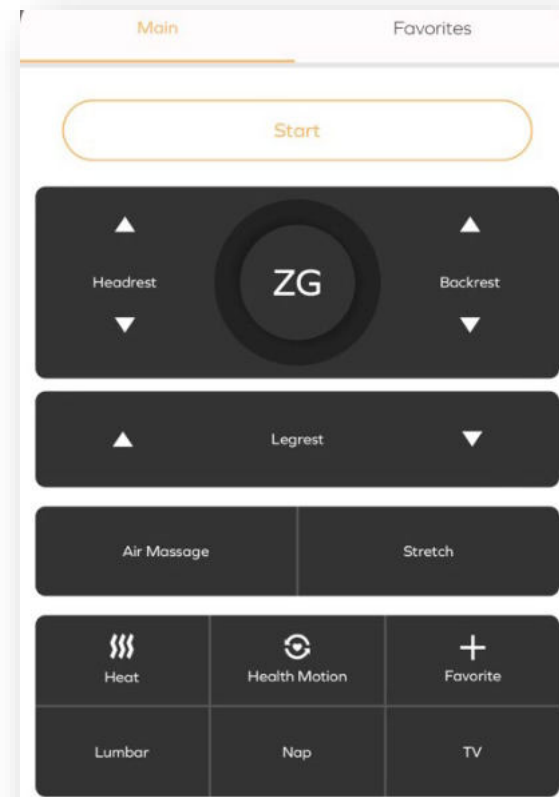 Main Favorites
Start
Headrest ZG Backrest
Legrest
Air Massage Stretch
Heat Health Motion Favorite
Lumbar Nap TV